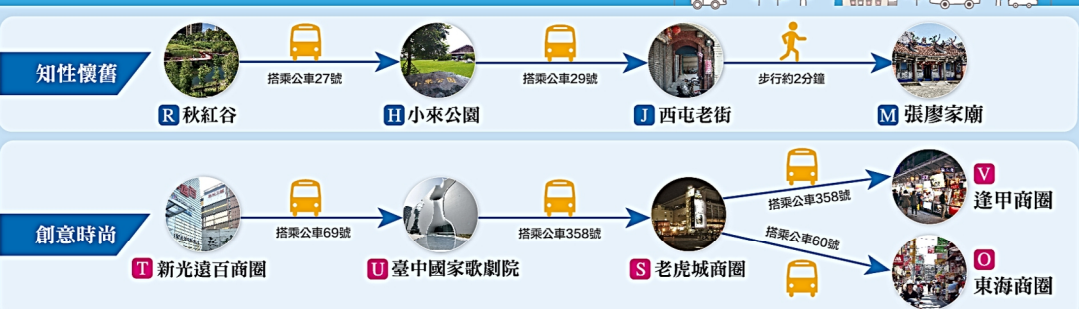 知性懷舊
搭乘公車27號
搭乘公車29號
步行約2分鐘
R 秋紅谷
H 小來公園
J 西屯老街
M 張廖家廟
創意時尚
搭乘公車69號
搭乘公車358號
搭乘公車358號
搭乘公車60號
T 新光遠百商圈
U 臺中國家歌劇院
S 老虎城商圈
V
逢甲商圈
O
東海商圈